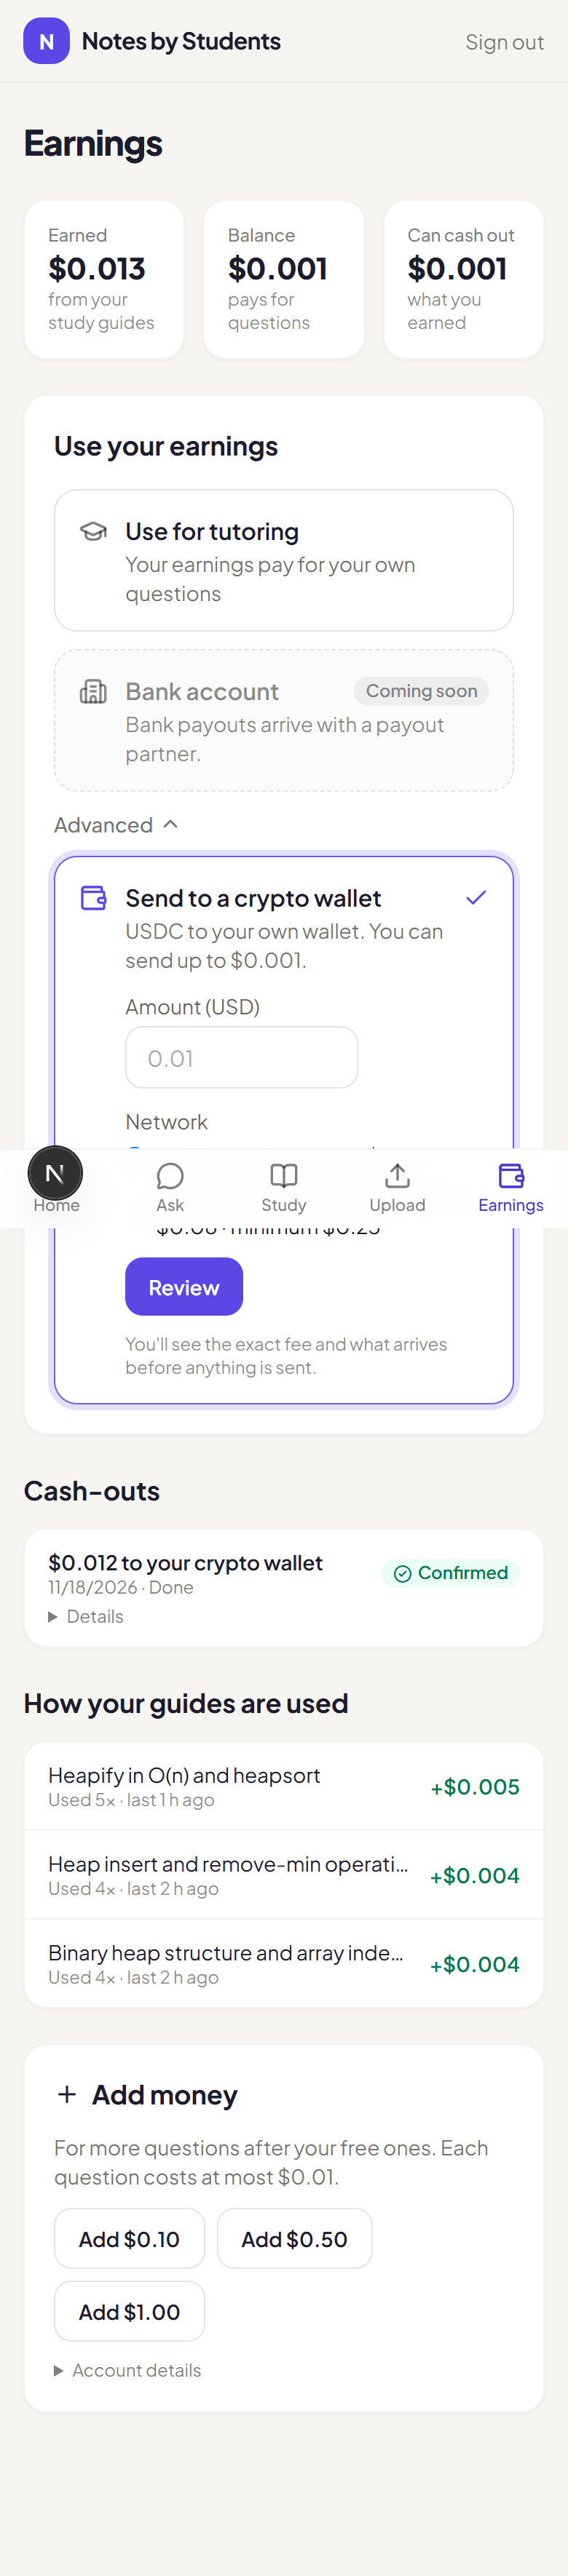 N Notes by Students
Sign out
Earnings
Earned
$0.013
from your
study guides
Balance
$0.001
pays for
questions
Can cash out
$0.001
what you
earned
Use your earnings
Use for tutoring
Your earnings pay for your own
questions
Bank account
Coming soon
Bank payouts arrive with a payout
partner.
Advanced
Send to a crypto wallet
USDC to your own wallet. You can
send up to $0.001.
Amount (USD)
0.01
Network
N
Home
Ask
Study
Upload
Earnings
$0.06 · minimum $0.25
Review
You'll see the exact fee and what arrives
before anything is sent.
Cash-outs
$0.012 to your crypto wallet
11/18/2026 · Done
Details
Confirmed
How your guides are used
Heapify in O(n) and heapsort
Used 5× · last 1 h ago
+$0.005
Heap insert and remove-min operati...
Used 4× · last 2 h ago
+$0.004
Binary heap structure and array inde...
Used 4× · last 2 h ago
+$0.004
Add money
For more questions after your free ones. Each
question costs at most $0.01.
Add $0.10
Add $0.50
Add $1.00
Account details